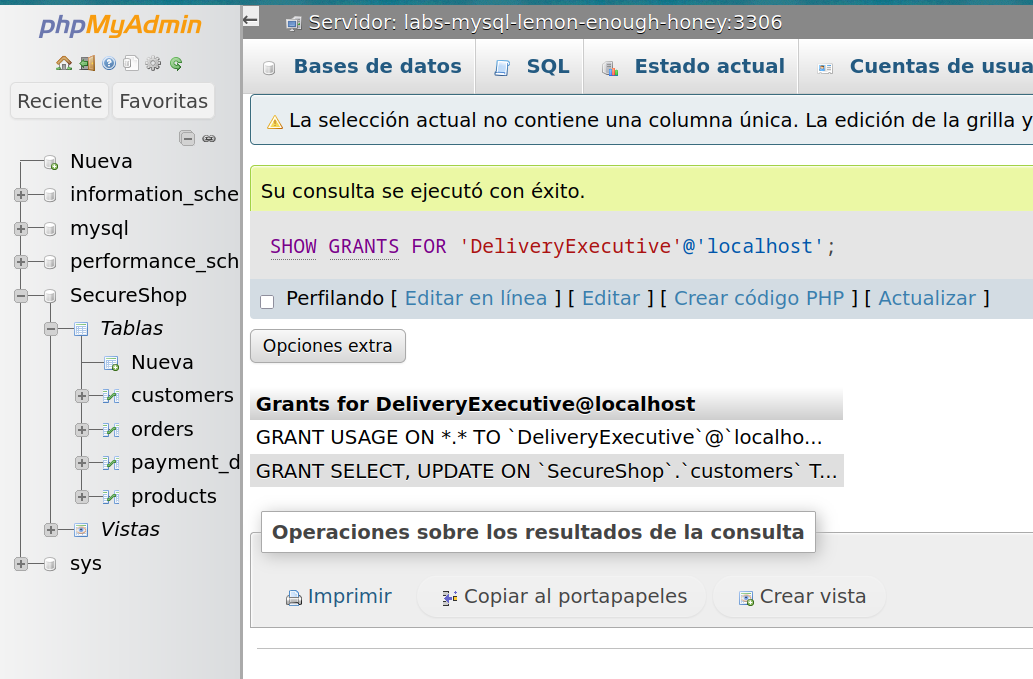 phpMyAdmin
Reciente Favoritas
Nueva
information_sche
mysql
performance_sch
SecureShop
Tablas
Nueva
customers
orders
payment_d
products
Vistas
sys
Servidor: labs-mysql-lemon-enough-honey:3306
Bases de datos SQL Estado actual Cuentas de usua
La selección actual no contiene una columna única. La edición de la grilla y
Su consulta se ejecutó con éxito.
SHOW GRANTS FOR 'DeliveryExecutive'@'localhost';
Perfilando [ Editar en línea ] [ Editar ] [ Crear código PHP ] [ Actualizar ]
Opciones extra
Grants for DeliveryExecutive@localhost
GRANT USAGE ON *.* TO `DeliveryExecutive`@`localho...
GRANT SELECT, UPDATE ON `SecureShop`.`customers` T...
Operaciones sobre los resultados de la consulta
Imprimir Copiar al portapapeles Crear vista